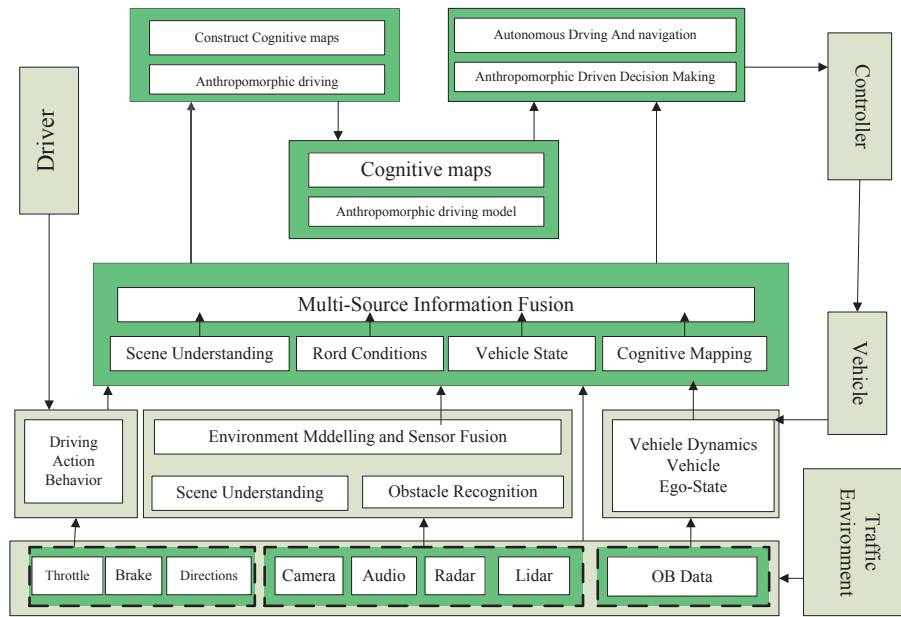 Construct Cognitive maps
Anthropomorphic driving
Autonomous Drving And navigation
Anthropomorphic Driven Decision Making
Controller
Driver
Cognitive maps
Anthropomorphic driving model
Multi-Source Information Fusion
Scene Understanding
Rord Conditions
Vehicle State
Cognitive Mapping
Vehicle
Driving
Action
Behavior
Environment Mddelling and Sensor Fusion
Scene Understanding
Obstacle Recognition
Vehiele Dynamics
Vehicle
Ego-State
Traffic
Environment
Throttle
Brake
Directions
Camera
Audio
Radar
Lidar
OB Data